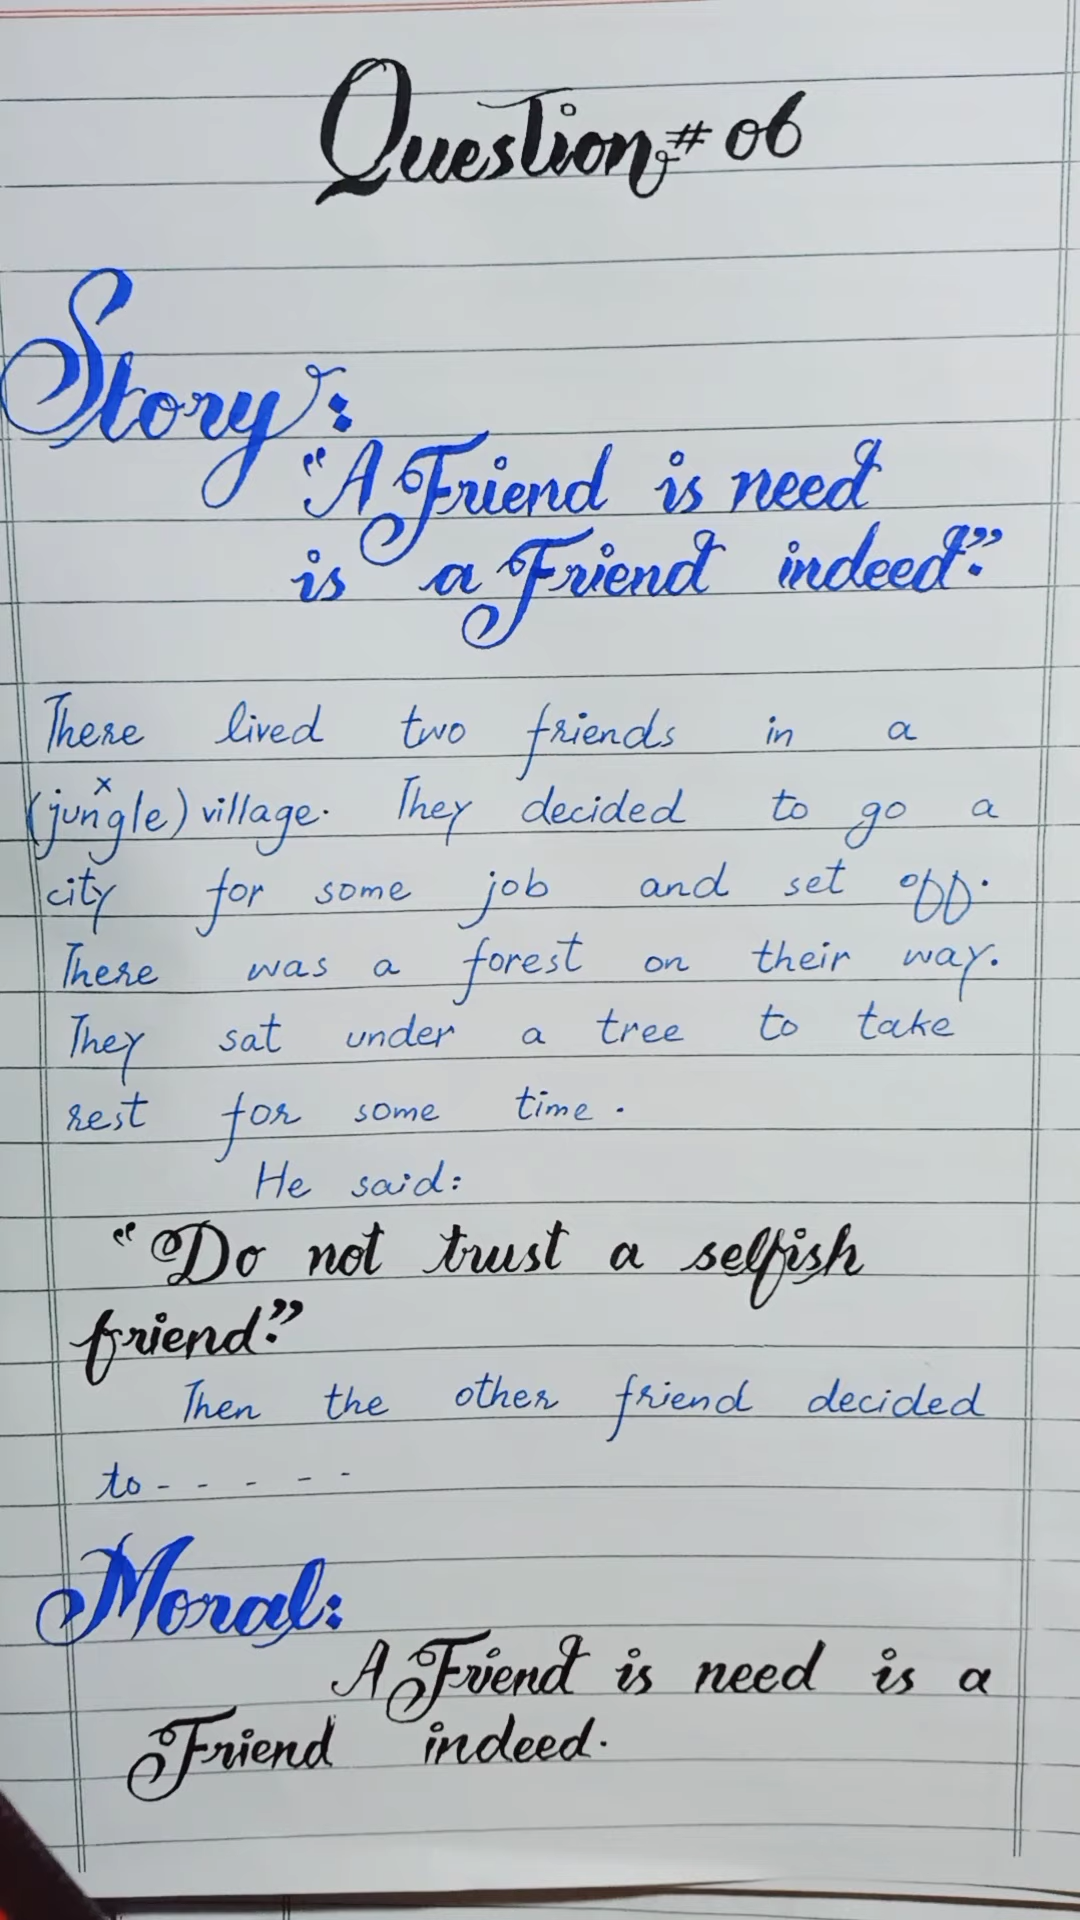 Question # 06
Story:
"A Friend is need
is a Friend indeed."
There lived two friends in a
(jungle) village. They decided to go a
city for some job and set off.
There was a forest on their way.
They sat under a tree to take
rest for some time.
He said:
"Do not trust a selfish
friend."
Then the other friend decided
to - - - - -
Moral:
A Friend is need is a
Friend indeed.